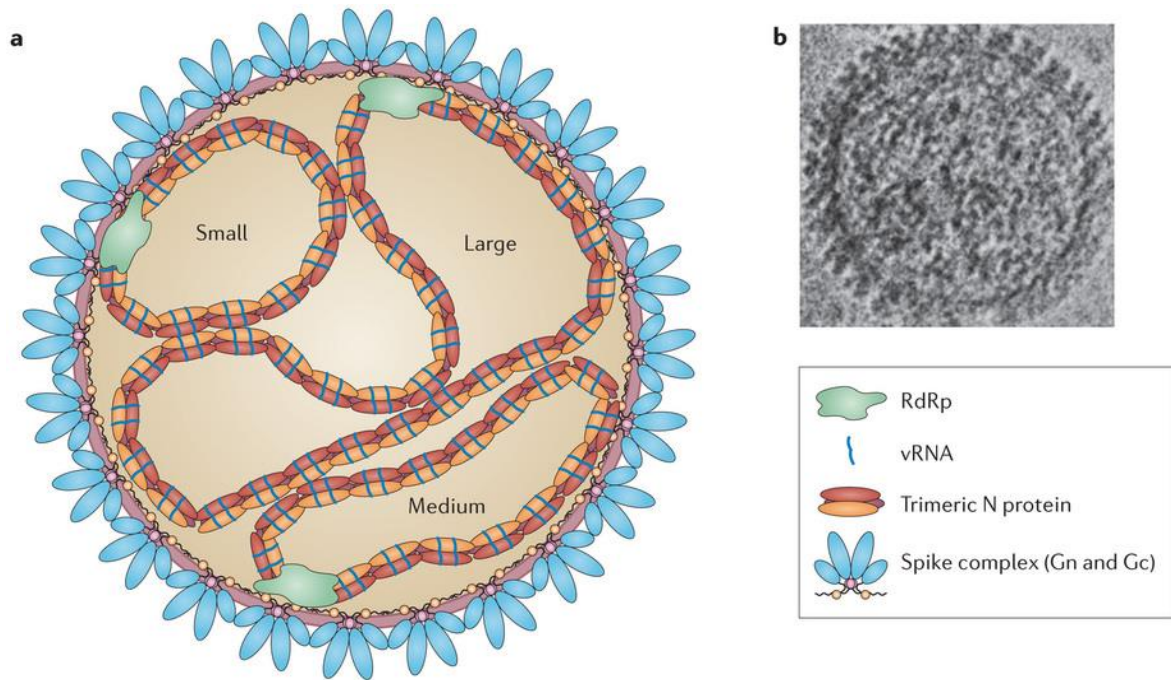 a
b
Small
Large
Medium
RdRp
vRNA
Trimeric N protein
Spike complex (Gn and Gc)